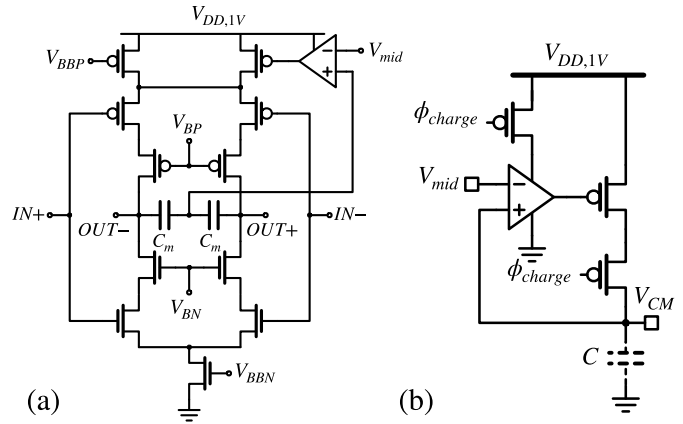 V_{DD,1V}
V_{BBP}
−
+
V_{mid}
V_{BP}
IN+
OUT−
C_m
C_m
OUT+
IN−
V_{BN}
V_{BBN}
(a)
V_{DD,1V}
ϕ_{charge}
V_{mid}
−
+
ϕ_{charge}
V_{CM}
C
(b)